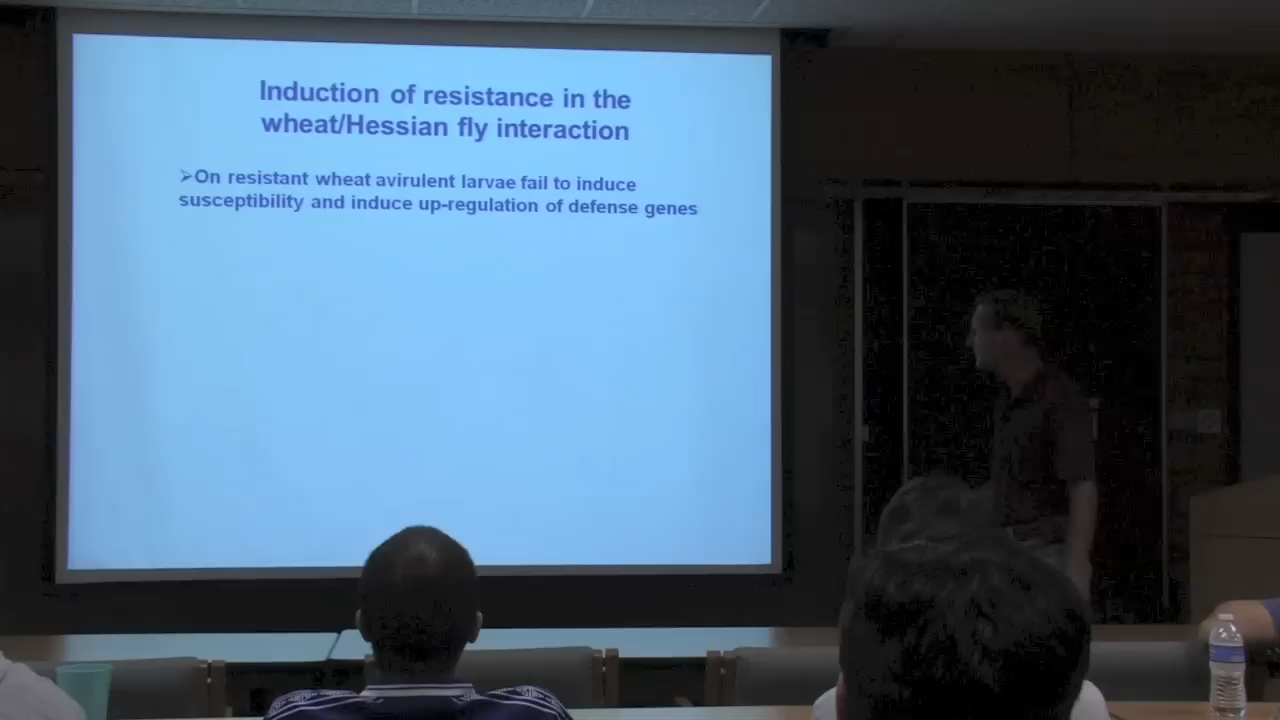 Induction of resistance in the
wheat/Hessian fly interaction
➢On resistant wheat avirulent larvae fail to induce
susceptibility and induce up-regulation of defense genes